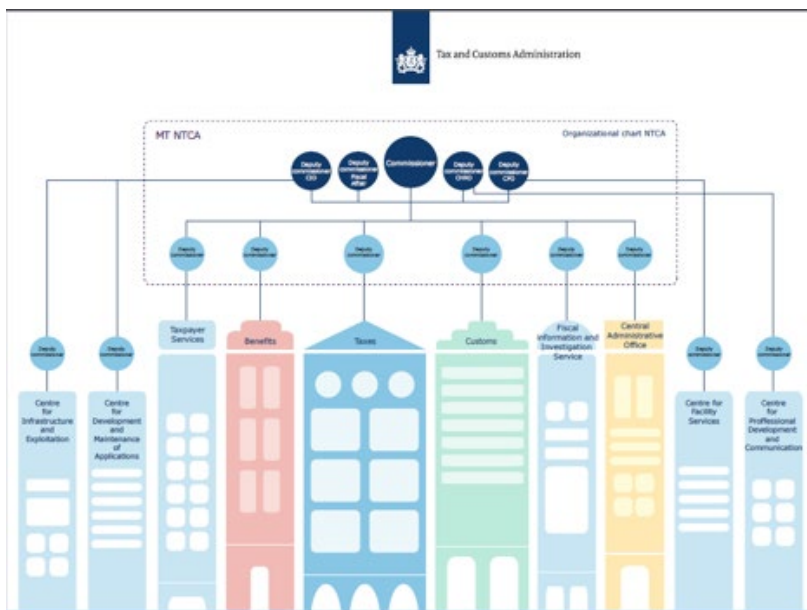 Tax and Customs Administration
MT NTCA
Organizational chart NTCA
Deputy
commissioner
CIO
Deputy
commissioner
Fiscal
Affair
Commissioner
Deputy
commissioner
Deputy
commissioner
CFO
Deputy
commissioner
Deputy
commissioner
Deputy
commissioner
Deputy
commissioner
Deputy
commissioner
Deputy
commissioner
Taxpayer
Services
Benefits
Taxes
Customs
Fiscal
Information and
Investigation
Service
Central
Administrative
Office
Deputy
commissioner
Deputy
commissioner
Deputy
commissioner
Deputy
commissioner
Centre
for
Infrastructure
and
Exploitation
Centre
for
Development
and
Maintenance
of
Applications
Centre for
Facility
Services
Centre
for
Proffessional
Development
and
Communication